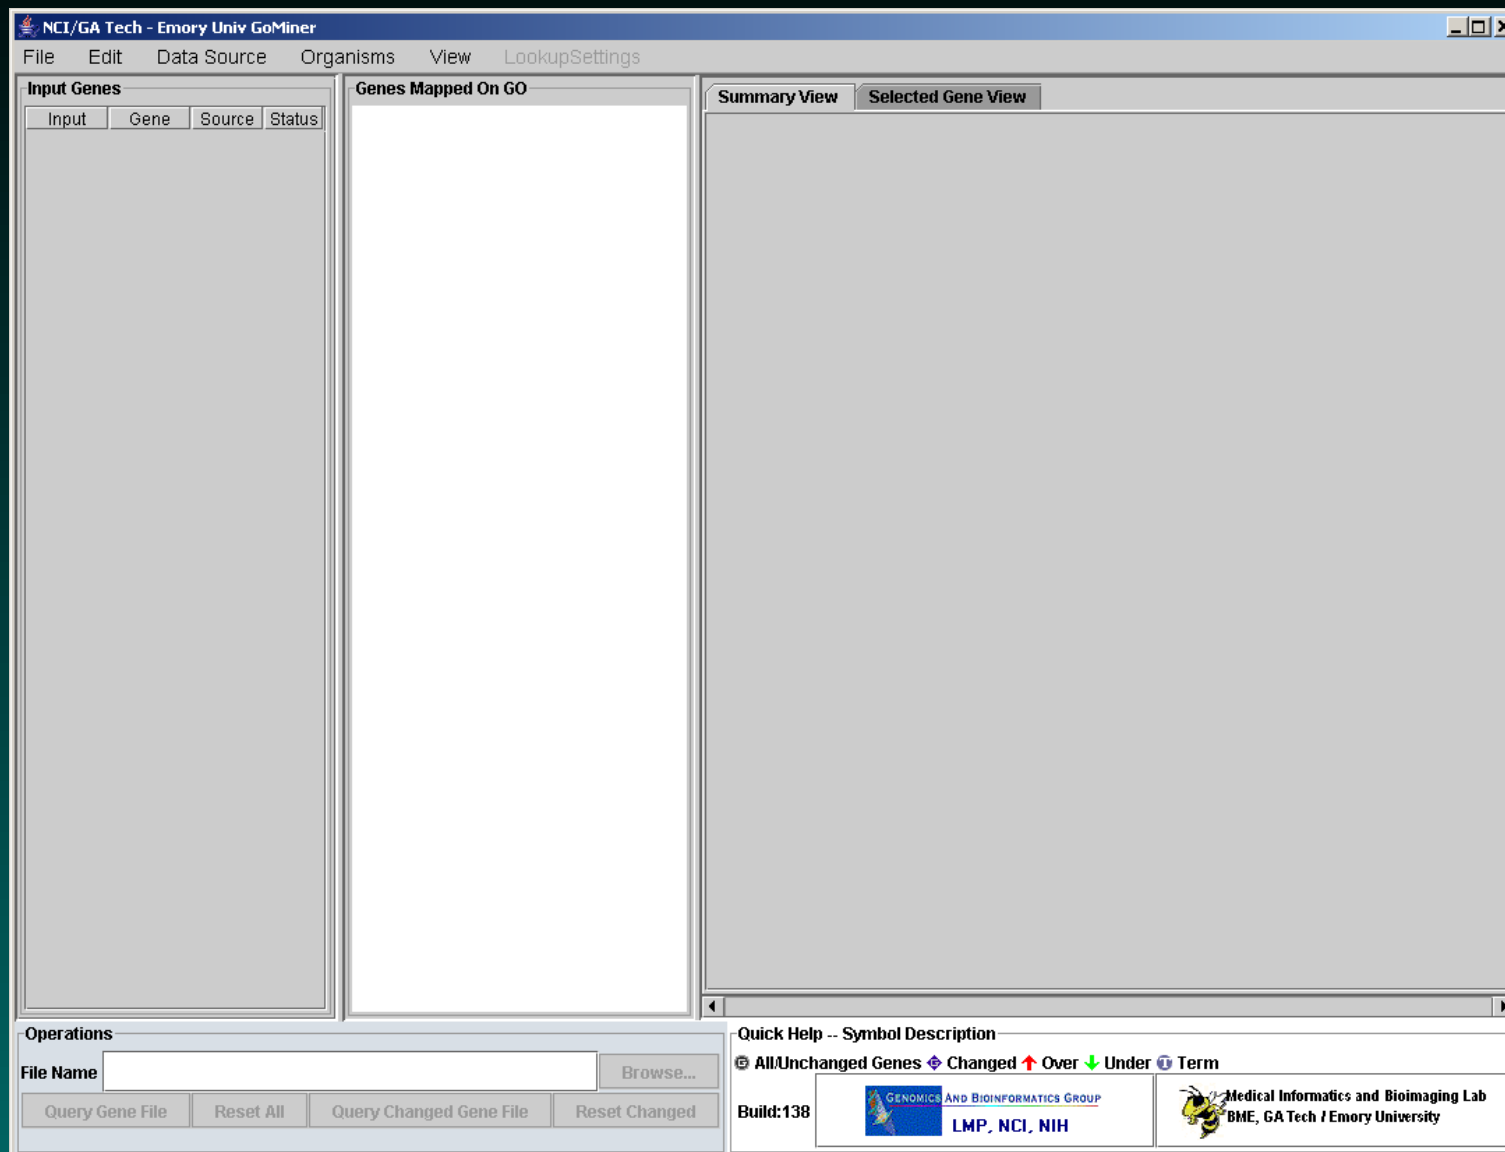 NCI/GA Tech - Emory Univ GoMiner
File Edit Data Source Organisms View LookupSettings
Input Genes
Input Gene Source Status
Genes Mapped On GO
Summary View Selected Gene View
Operations
File Name Browse...
Query Gene File Reset All Query Changed Gene File Reset Changed
Quick Help -- Symbol Description
G All/Unchanged Genes G Changed Over Under T Term
Build:138
GENOMICS AND BIOINFORMATICS GROUP
LMP, NCI, NIH
Medical Informatics and Bioimaging Lab
BME, GA Tech / Emory University